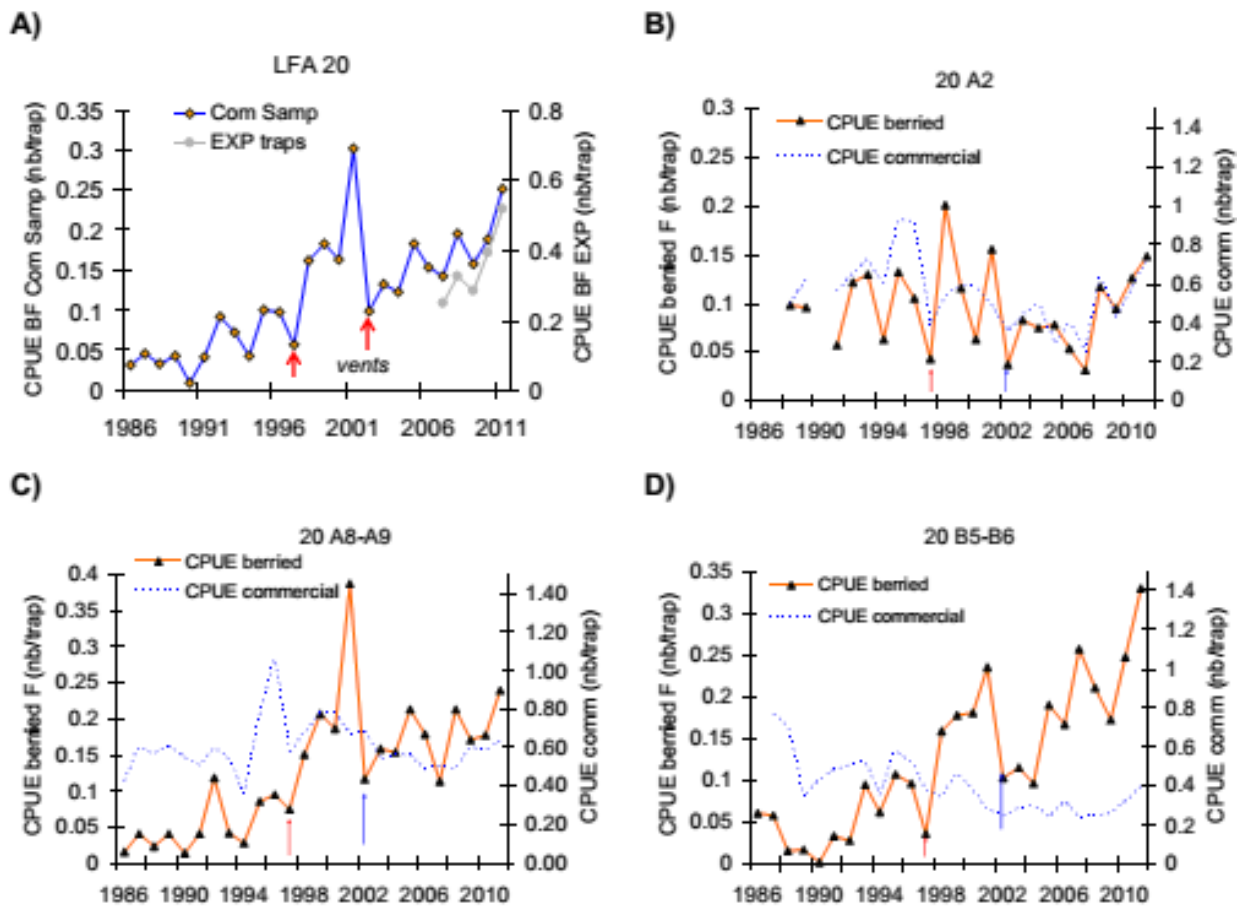 A)
LFA 20
Com Samp
EXP traps
CPUE BF Com Samp (nb/trap)
0.35
0.3
0.25
0.2
0.15
0.1
0.05
0
CPUE BF EXP (nb/trap)
0.8
0.6
0.4
0.2
0
vents
1986 1991 1996 2001 2006 2011
B)
20 A2
CPUE berried
CPUE commercial
CPUE berried F (nb/trap)
0.3
0.25
0.2
0.15
0.1
0.05
0
CPUE comm (nb/trap)
1.4
1.2
1
0.8
0.6
0.4
0.2
0
1986 1990 1994 1998 2002 2006 2010
C)
20 A8-A9
CPUE berried
CPUE commercial
CPUE berried F (nb/trap)
0.4
0.35
0.3
0.25
0.2
0.15
0.1
0.05
0
CPUE comm (nb/trap)
1.40
1.20
1.00
0.80
0.60
0.40
0.20
0.00
1986 1990 1994 1998 2002 2006 2010
D)
20 B5-B6
CPUE berried
CPUE commercial
CPUE berried F (nb/trap)
0.35
0.3
0.25
0.2
0.15
0.1
0.05
0
CPUE comm (nb/trap)
1.4
1.2
1
0.8
0.6
0.4
0.2
0
1986 1990 1994 1998 2002 2006 2010